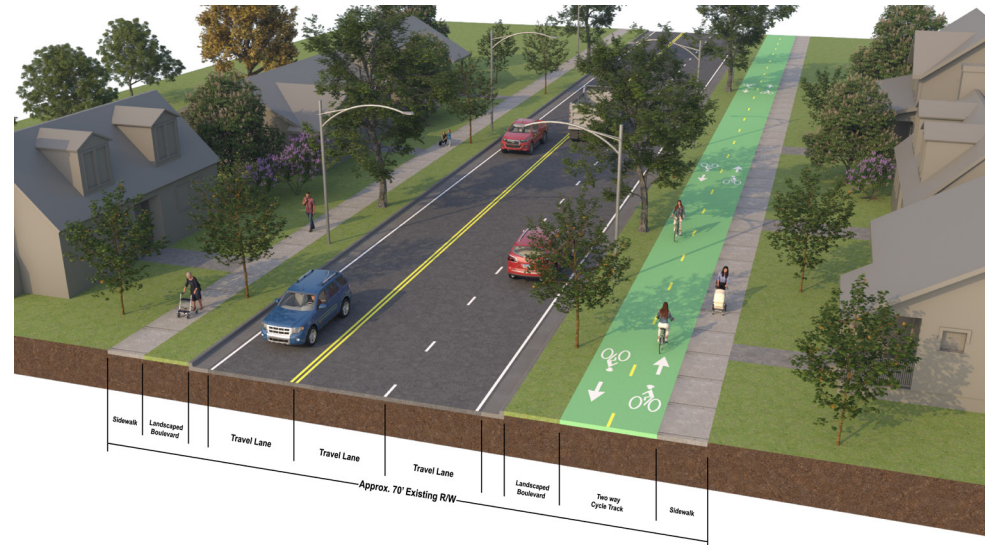 Sidewalk
Landscaped
Boulevard
Travel Lane
Travel Lane
Travel Lane
Landscaped
Boulevard
Two way
Cycle Track
Sidewalk
Approx. 70' Existing R/W